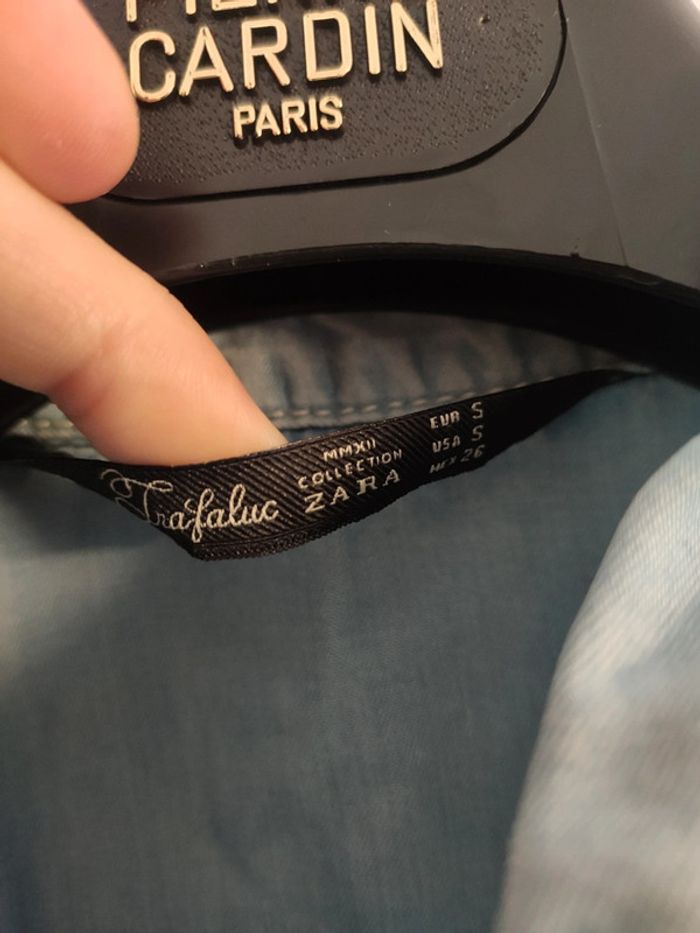 CARDIN
PARIS
Trafaluc
MMXII
COLLECTION
ZARA
EUR S
USA S
MEX 26